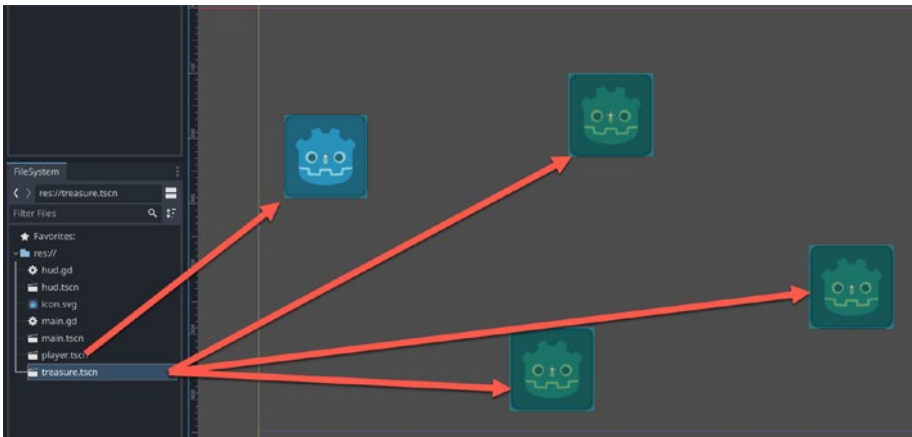 FileSystem
res://treasure.tscn
Filter Files
Favorites:
res://
hud.gd
hud.tscn
icon.svg
main.gd
main.tscn
player.tscn
treasure.tscn